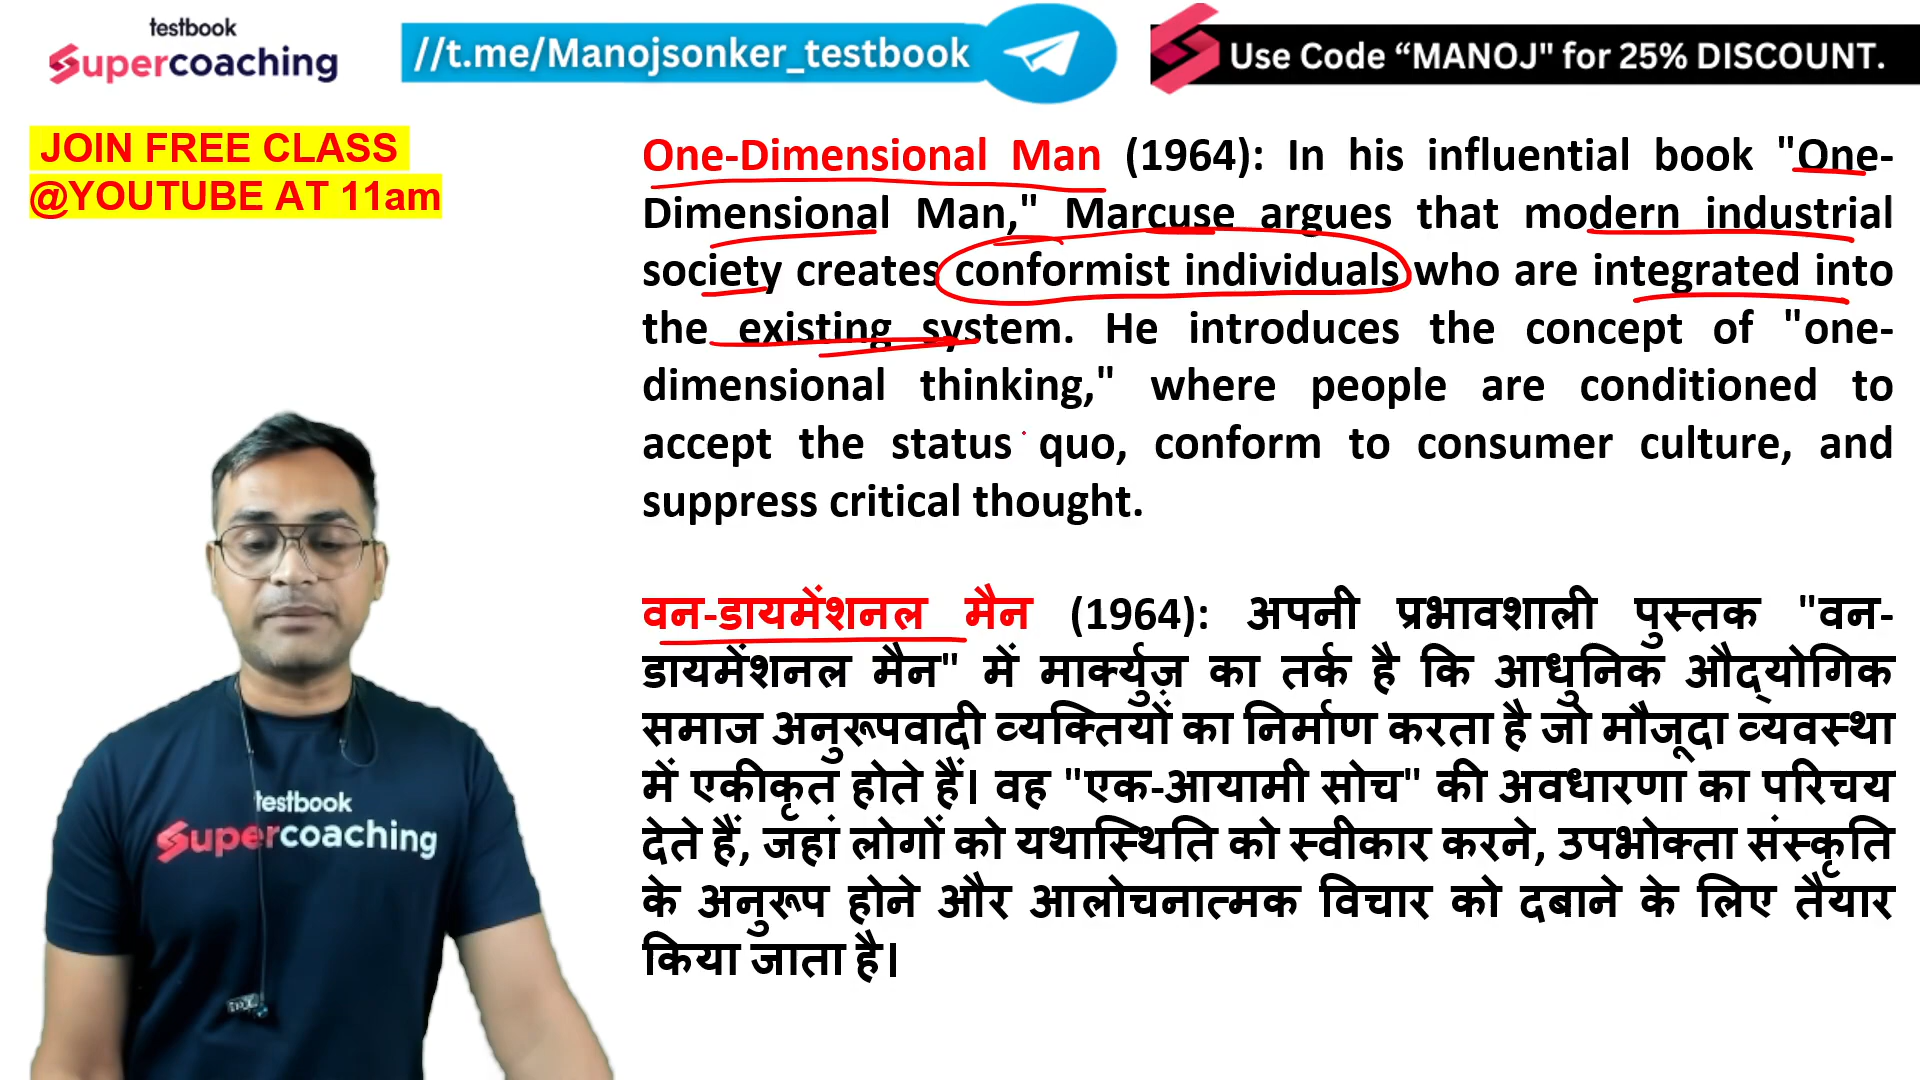 testbook
Supercoaching
//t.me/Manojsonker_testbook
Use Code “MANOJ" for 25% DISCOUNT.
JOIN FREE CLASS
@YOUTUBE AT 11am
One-Dimensional Man (1964): In his influential book "One-
Dimensional Man," Marcuse argues that modern industrial
society creates conformist individuals who are integrated into
the existing system. He introduces the concept of "one-
dimensional thinking," where people are conditioned to
accept the status quo, conform to consumer culture, and
suppress critical thought.
वन-डायमेंशनल मैन (1964): अपनी प्रभावशाली पुस्तक "वन-
डायमेंशनल मैन" में मार्क्युज़ का तर्क है कि आधुनिक औद्योगिक
समाज अनुरूपवादी व्यक्तियों का निर्माण करता है जो मौजूदा व्यवस्था
में एकीकृत होते हैं। वह "एक-आयामी सोच" की अवधारणा का परिचय
देते हैं, जहां लोगों को यथास्थिति को स्वीकार करने, उपभोक्ता संस्कृति
के अनुरूप होने और आलोचनात्मक विचार को दबाने के लिए तैयार
किया जाता है।
testbook
Supercoaching